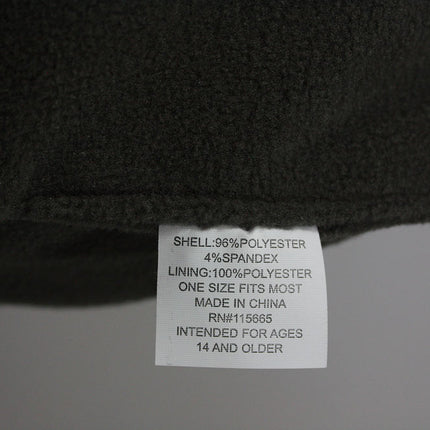 SHELL:96%POLYESTER
4%SPANDEX
LINING:100%POLYESTER
ONE SIZE FITS MOST
MADE IN CHINA
RN#115665
INTENDED FOR AGES
14 AND OLDER